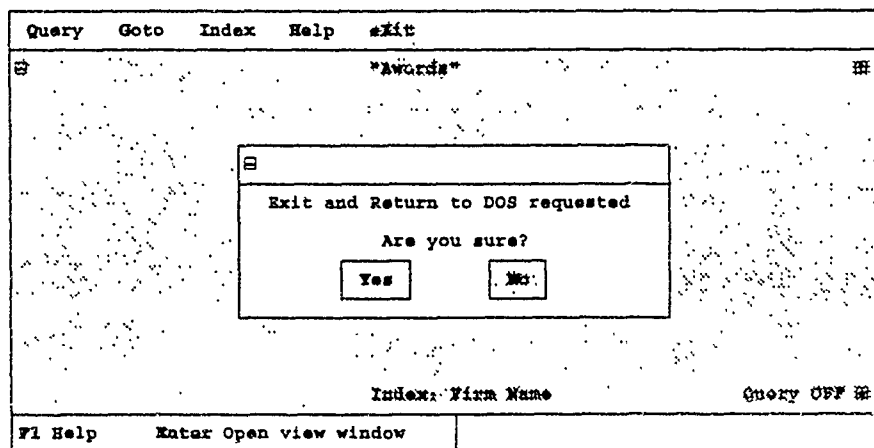 Query Goto Index Help eXit
"Awords"
Exit and Return to DOS requested
Are you sure?
Yes No
Index: Firm Name Query OFF
F1 Help Enter Open view window